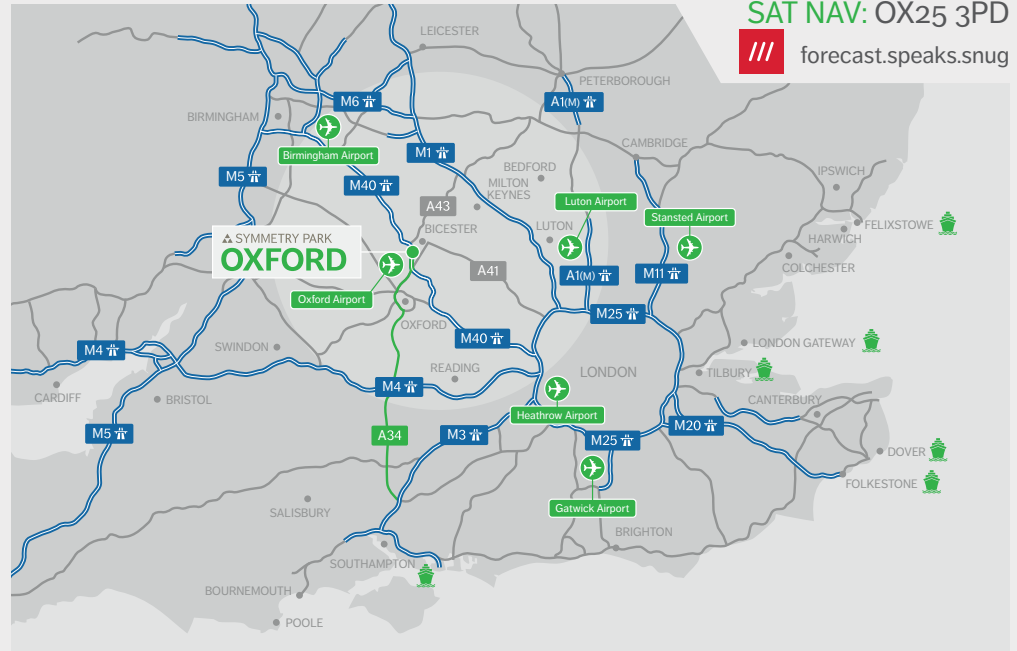 SAT NAV: OX25 3PD
/// forecast.speaks.snug
LEICESTER
PETERBOROUGH
M6
A1(M)
BIRMINGHAM
Birmingham Airport
M1
CAMBRIDGE
M5
M40
BEDFORD
MILTON
KEYNES
IPSWICH
A43
Luton Airport
Stansted Airport
BICESTER
LUTON
FELIXSTOWE
HARWICH
SYMMETRY PARK
OXFORD
A41
A1(M)
M11
COLCHESTER
Oxford Airport
M25
OXFORD
M40
SWINDON
LONDON GATEWAY
M4
READING
LONDON
TILBURY
M4
CARDIFF
BRISTOL
CANTERBURY
Heathrow Airport
M5
A34
M3
M25
M20
DOVER
FOLKESTONE
SALISBURY
Gatwick Airport
BRIGHTON
SOUTHAMPTON
BOURNEMOUTH
POOLE